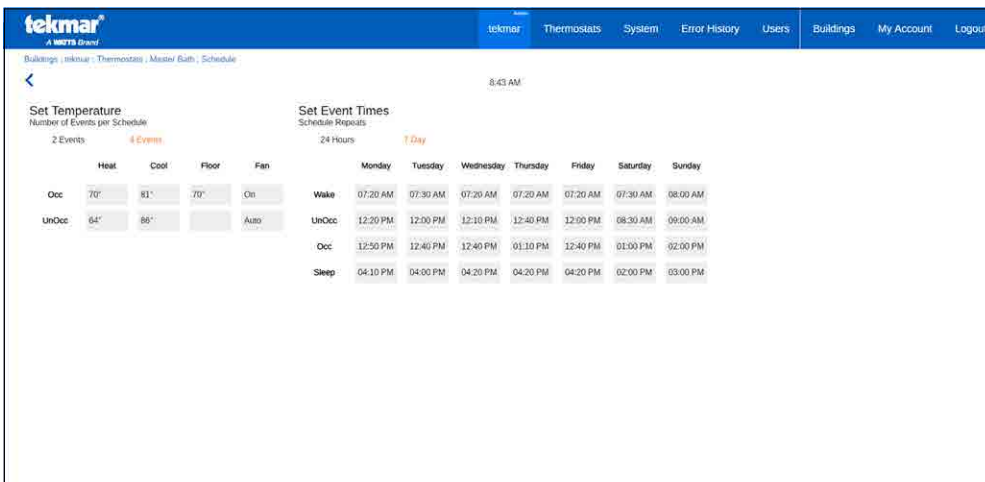 tekmar®
A WATTS Brand
tekmar Thermostats System Error History Users Buildings My Account Logout
Buildings : tekmar : Thermostats : Master Bath : Schedule
8:43 AM
Set Temperature
Number of Events per Schedule
2 Events 4 Events
Heat Cool Floor Fan
Occ 70° 81° 70° On
UnOcc 64° 86° Auto
Set Event Times
Schedule Repeats
24 Hours 7 Day
Monday Tuesday Wednesday Thursday Friday Saturday Sunday
Wake 07:20 AM 07:30 AM 07:20 AM 07:20 AM 07:20 AM 07:30 AM 08:00 AM
UnOcc 12:20 PM 12:00 PM 12:10 PM 12:40 PM 12:00 PM 08:30 AM 09:00 AM
Occ 12:50 PM 12:40 PM 12:40 PM 01:10 PM 12:40 PM 01:00 PM 02:00 PM
Sleep 04:10 PM 04:00 PM 04:20 PM 04:20 PM 04:20 PM 02:00 PM 03:00 PM